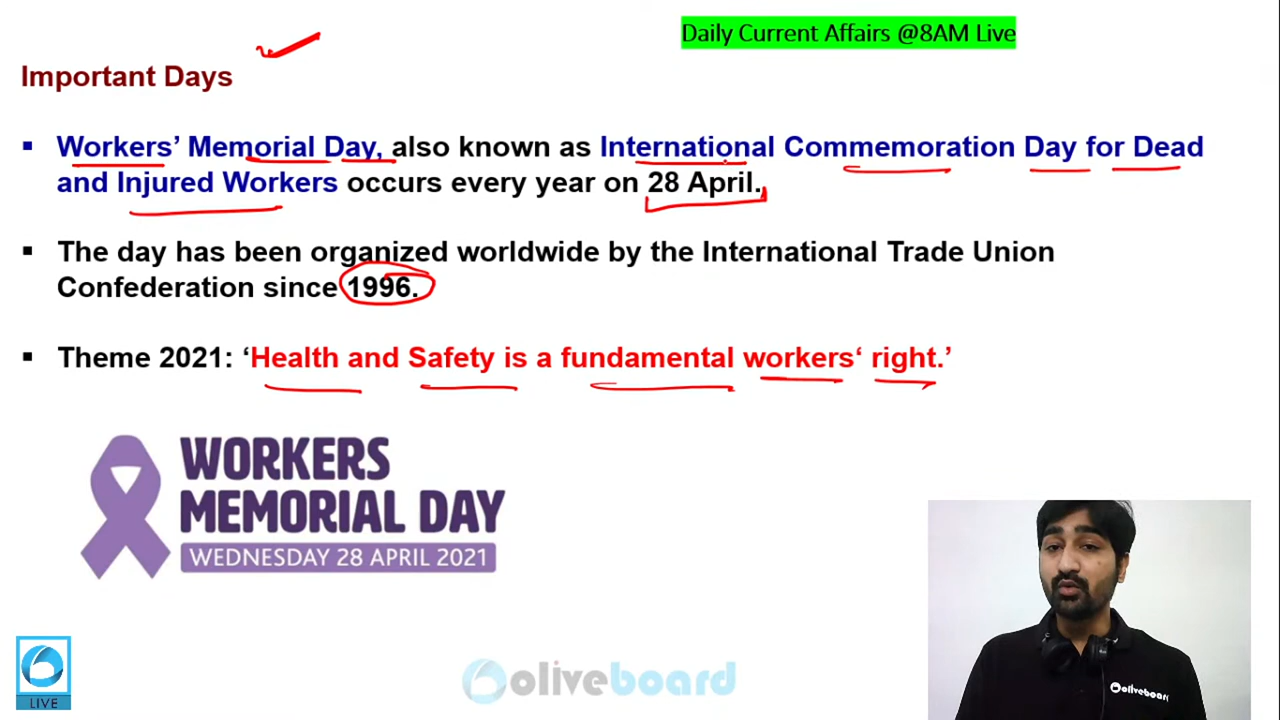 Daily Current Affairs @8AM Live
Important Days
▪ Workers’ Memorial Day, also known as International Commemoration Day for Dead
and Injured Workers occurs every year on 28 April.
▪ The day has been organized worldwide by the International Trade Union
Confederation since 1996.
▪ Theme 2021: ‘Health and Safety is a fundamental workers‘ right.’
WORKERS
MEMORIAL DAY
WEDNESDAY 28 APRIL 2021
oliveboard
LIVE
oliveboard